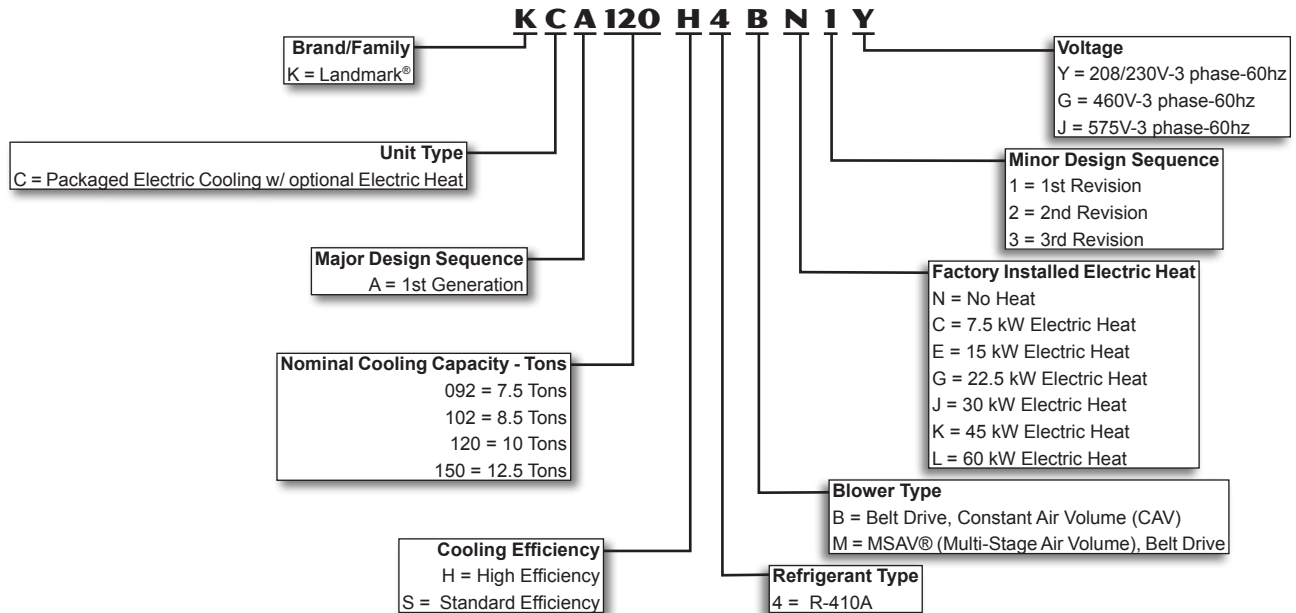 K C A 120 H 4 B N 1 Y
Brand/Family
K = Landmark®
Unit Type
C = Packaged Electric Cooling w/ optional Electric Heat
Major Design Sequence
A = 1st Generation
Nominal Cooling Capacity - Tons
092 = 7.5 Tons
102 = 8.5 Tons
120 = 10 Tons
150 = 12.5 Tons
Cooling Efficiency
H = High Efficiency
S = Standard Efficiency
Refrigerant Type
4 = R-410A
Blower Type
B = Belt Drive, Constant Air Volume (CAV)
M = MSAV® (Multi-Stage Air Volume), Belt Drive
Factory Installed Electric Heat
N = No Heat
C = 7.5 kW Electric Heat
E = 15 kW Electric Heat
G = 22.5 kW Electric Heat
J = 30 kW Electric Heat
K = 45 kW Electric Heat
L = 60 kW Electric Heat
Minor Design Sequence
1 = 1st Revision
2 = 2nd Revision
3 = 3rd Revision
Voltage
Y = 208/230V-3 phase-60hz
G = 460V-3 phase-60hz
J = 575V-3 phase-60hz